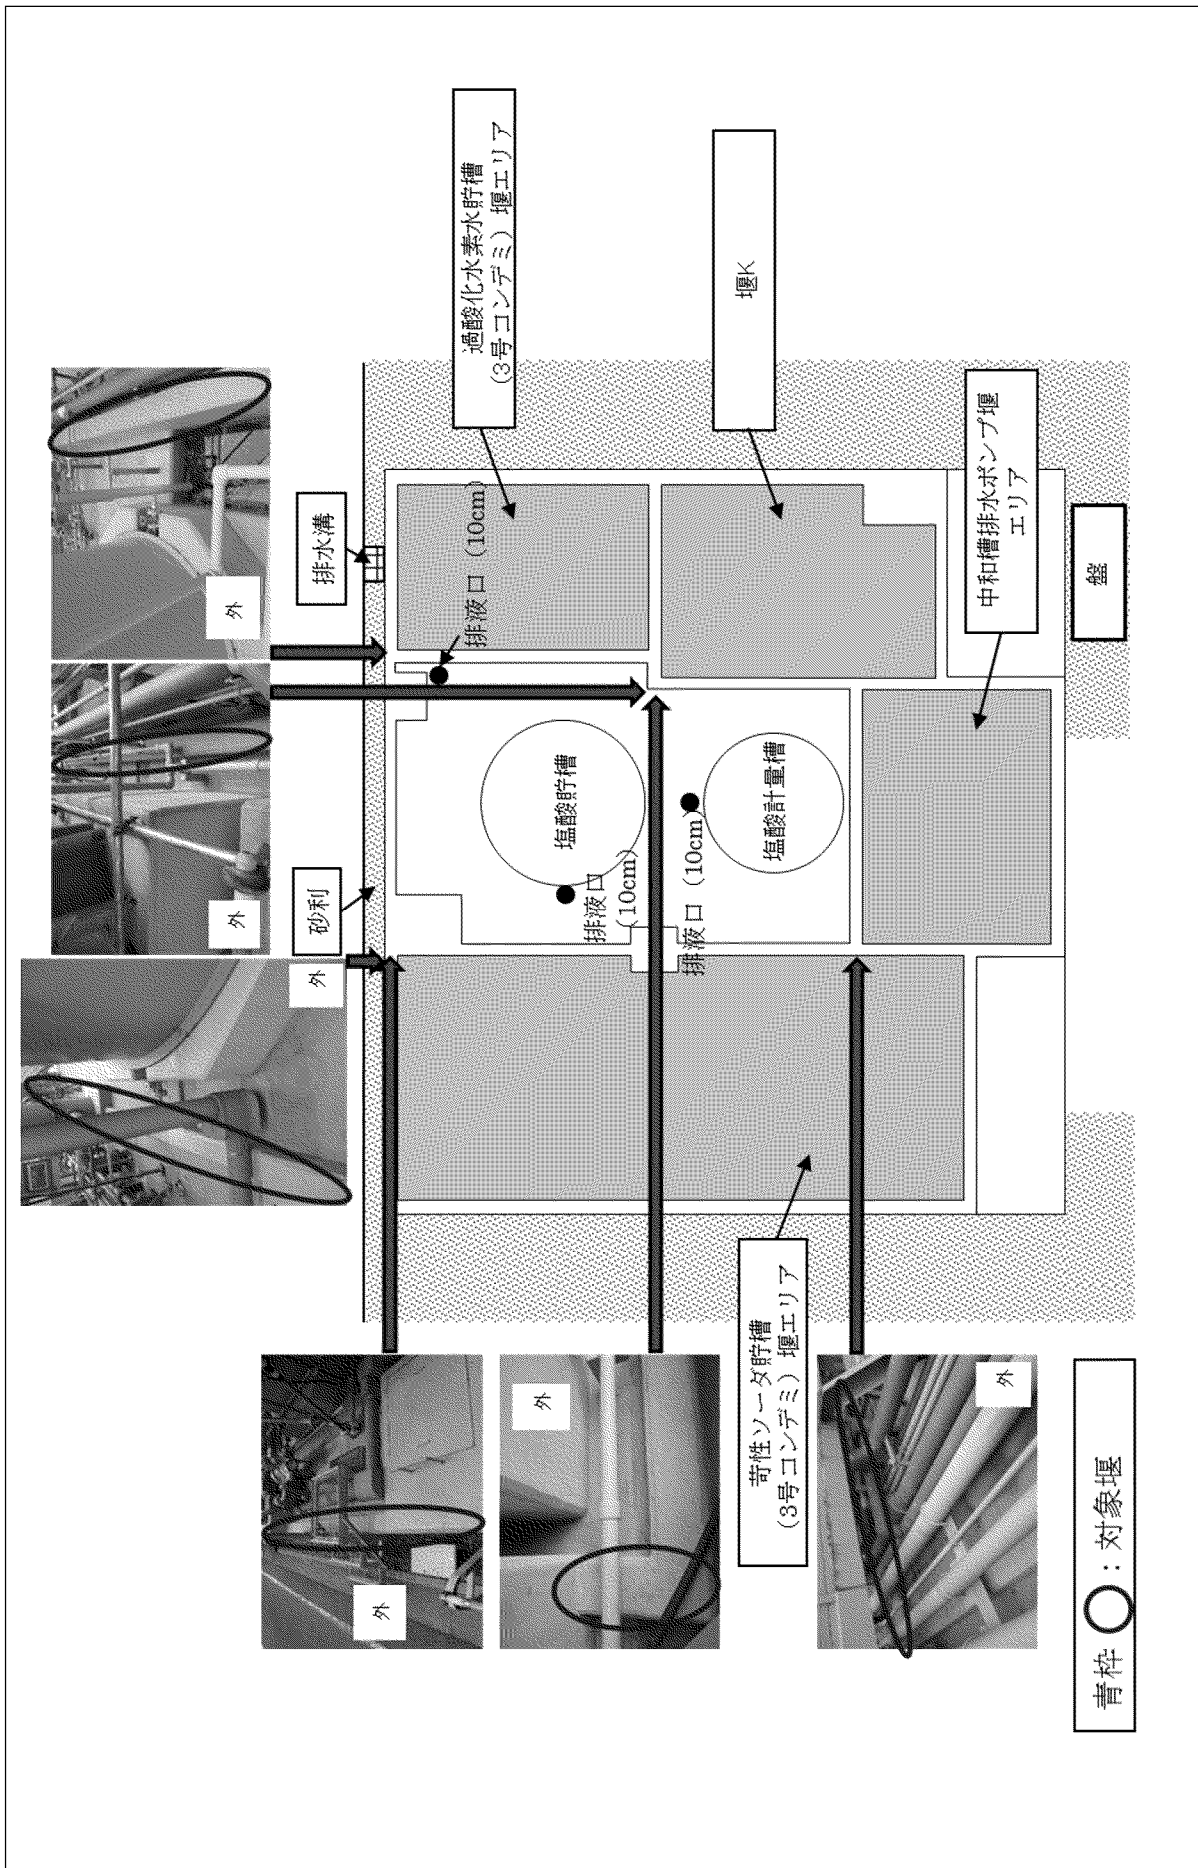 外
外
外
外
外
外
砂利
排水溝
排液口（10cm）
過酸化水素水貯槽
（3号コンデミ）堰エリア
塩酸貯槽
排液口
（10cm）
排液口（10cm）
塩酸計量槽
堰K
苛性ソーダ貯槽
（3号コンデミ）堰エリア
中和槽排水ポンプ堰
エリア
盤
青枠　：対象堰